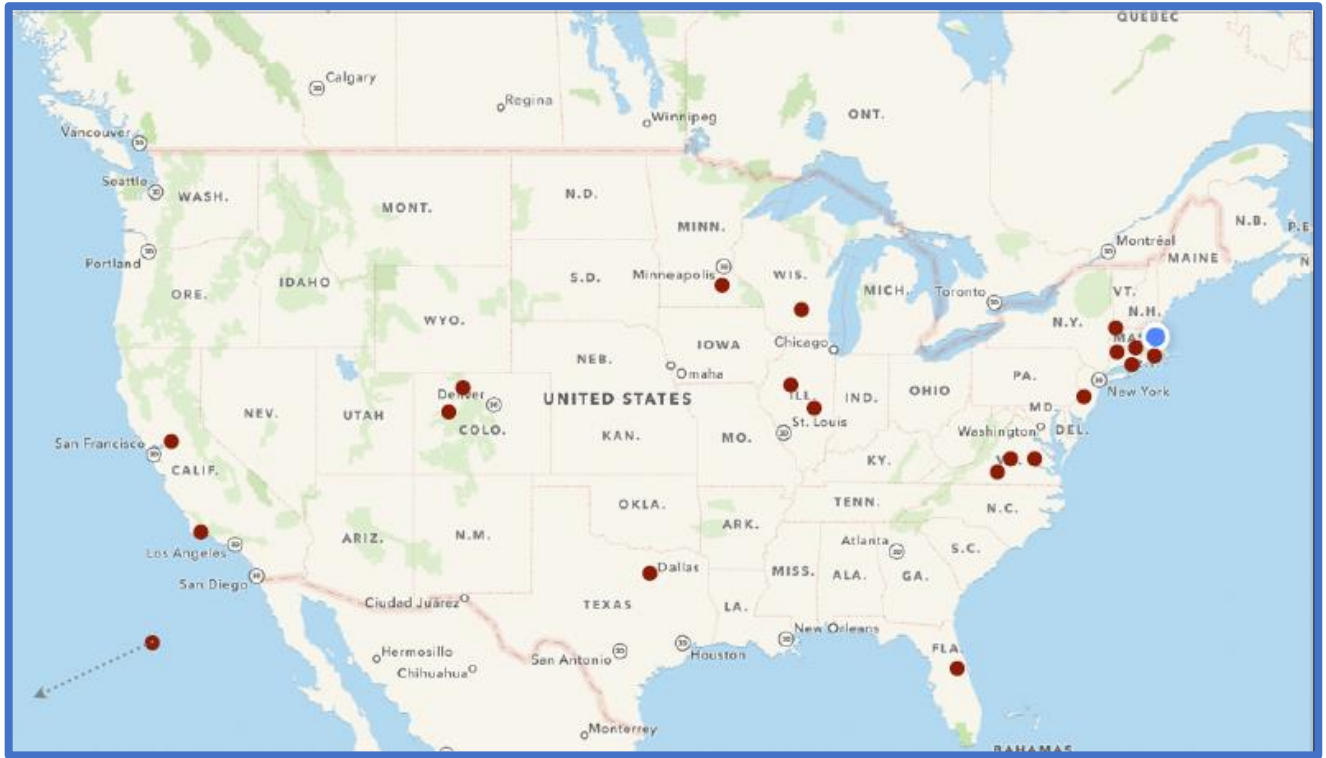 QUEBEC
Calgary
Regina
Winnipeg
ONT.
Vancouver
Seattle
WASH.
MONT.
N.D.
MINN.
N.B.
P.E
Montréal
MAINE
N
Portland
IDAHO
S.D.
Minneapolis
WIS.
MICH.
Toronto
VT.
ORE.
N.H.
WYO.
N.Y.
IOWA
Chicago
NEB.
Omaha
PA.
New York
Denver
UNITED STATES
ILL.
IND.
OHIO
NEV.
UTAH
COLO.
MD.
KAN.
MO.
St. Louis
Washington
DEL.
San Francisco
CALIF.
KY.
OKLA.
TENN.
N.C.
ARK.
Los Angeles
ARIZ.
N.M.
Atlanta
S.C.
San Diego
Dallas
MISS.
ALA.
GA.
Ciudad Juárez
TEXAS
LA.
New Orleans
Hermosillo
Chihuahua
San Antonio
Houston
FLA.
Monterrey
BAHAMAS